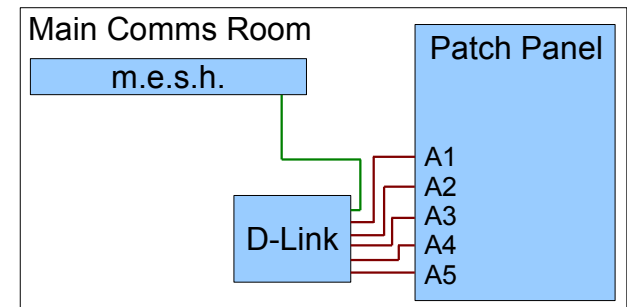 Main Comms Room
m.e.s.h.
Patch Panel
A1
A2
A3
A4
A5
D-Link